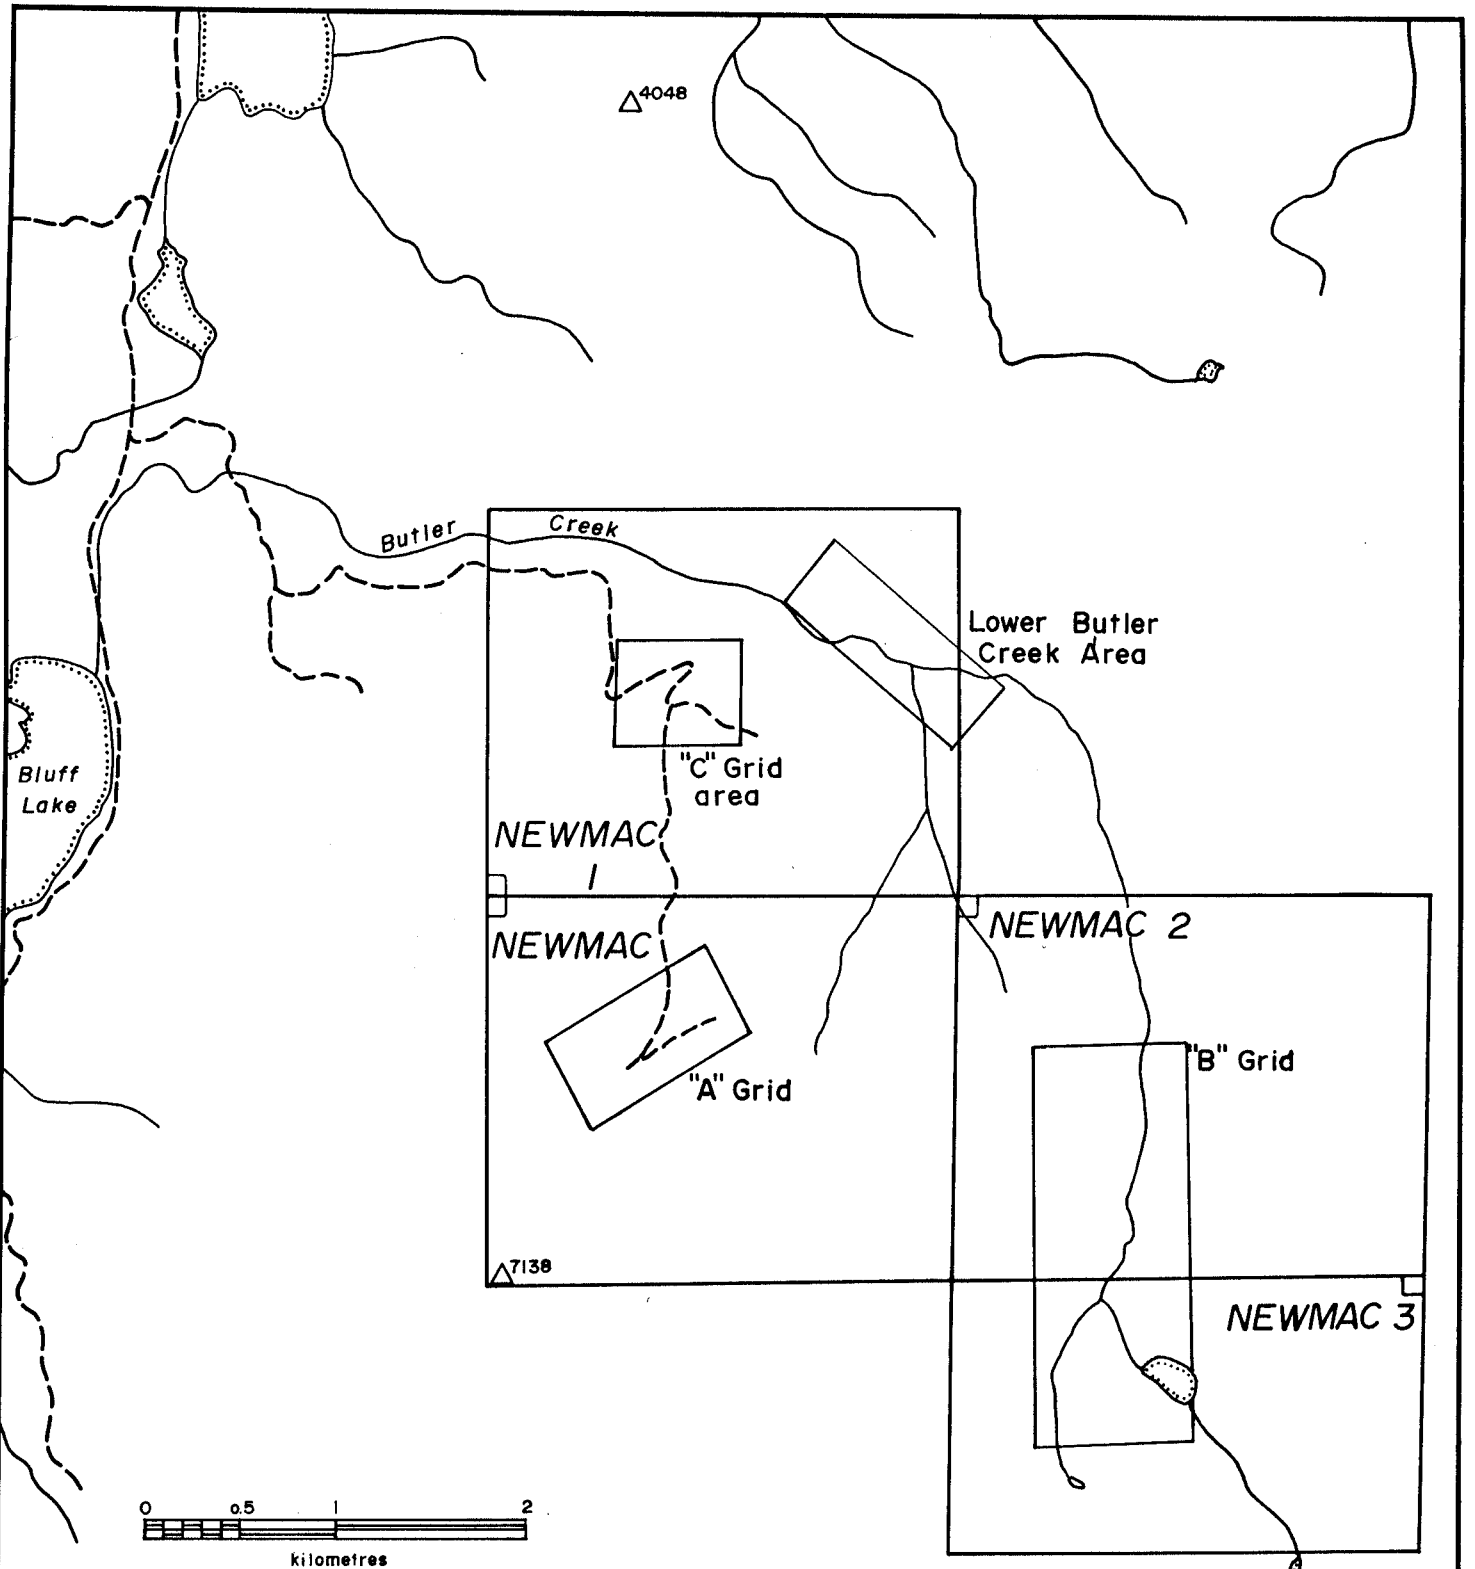 4048
Butler Creek
Lower Butler
Creek Area
"C" Grid
area
Bluff
Lake
NEWMAC
1
NEWMAC 2
NEWMAC
"B" Grid
"A" Grid
7138
NEWMAC 3
0 0.5 1 2
kilometres